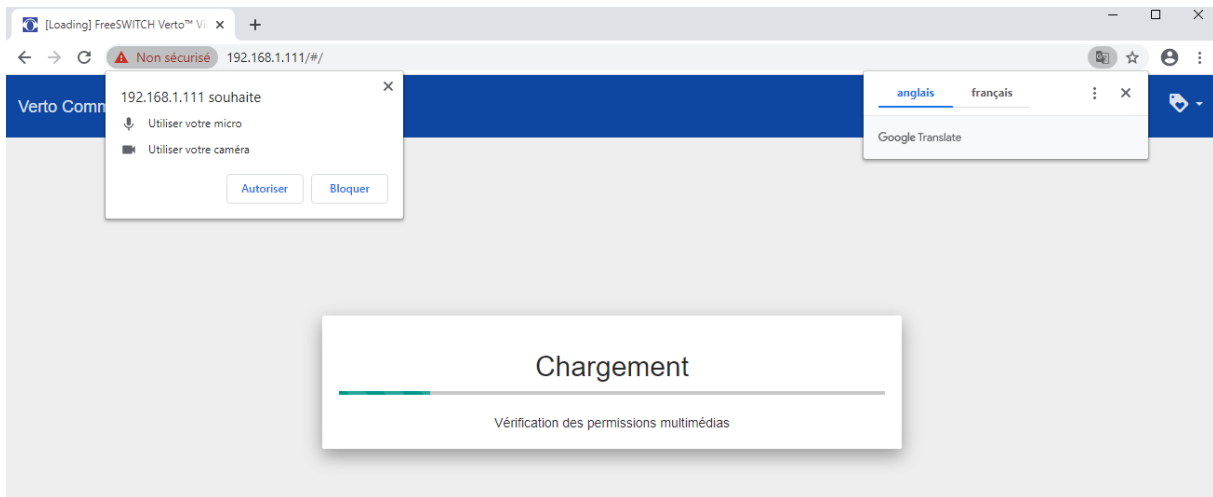 [Loading] FreeSWITCH Verto™ Vi
Non sécurisé 192.168.1.111/#/
Verto Comm
192.168.1.111 souhaite
Utiliser votre micro
Utiliser votre caméra
Autoriser Bloquer
anglais français
Google Translate
Chargement
Vérification des permissions multimédias